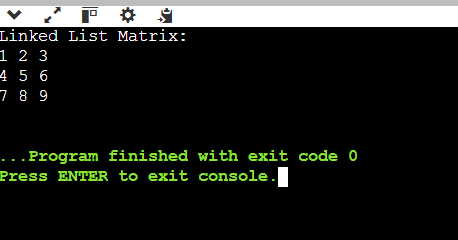 Linked List Matrix:
1 2 3
4 5 6
7 8 9
...Program finished with exit code 0
Press ENTER to exit console.